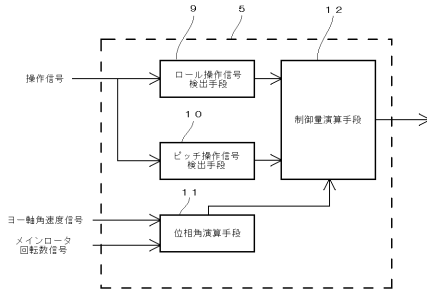 9
5
12
操作信号
ロール操作信号
検出手段
制御量演算手段
10
ピッチ操作信号
検出手段
11
ヨー軸角速度信号
位相角演算手段
メインロータ
回転数信号